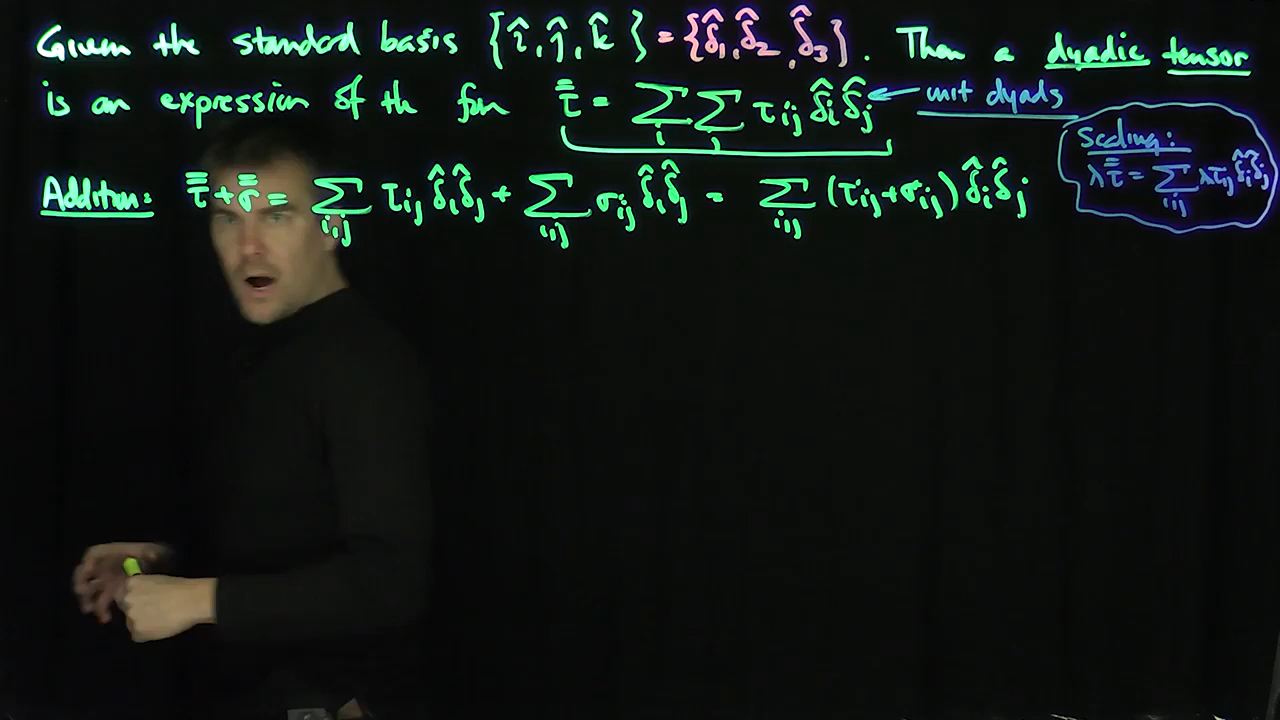 Given the standard basis {î, ĵ, k̂} = {δ̂₁, δ̂₂, δ̂₃}. Then a dyadic tensor
is an expression of the form τ̿ = Σᵢ Σⱼ τᵢⱼ δ̂ᵢ δ̂ⱼ ← unit dyads
Scaling:
λτ̿ = Σᵢ,ⱼ λτᵢⱼ δ̂ᵢ δ̂ⱼ
Addition: τ̿ + σ̿ = Σᵢ,ⱼ τᵢⱼ δ̂ᵢ δ̂ⱼ + Σᵢ,ⱼ σᵢⱼ δ̂ᵢ δ̂ⱼ = Σᵢ,ⱼ (τᵢⱼ + σᵢⱼ) δ̂ᵢ δ̂ⱼ